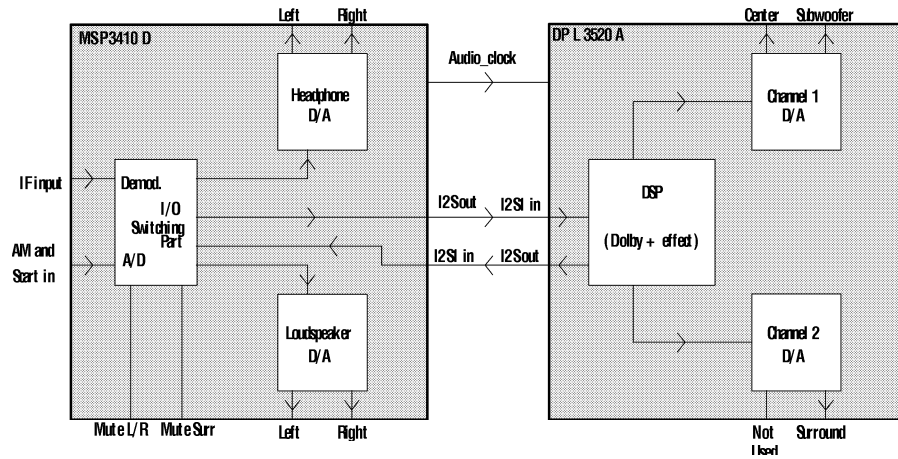 Left Right
MSP3410 D
Headphone
D/A
IF input
Demod.
I/O
Switching
Part
A/D
AM and
Scart in
Loudspeaker
D/A
Mute L/R Mute Surr
Left Right
Audio_clock
I2Sout I2SI in
I2SI in I2Sout
Center Subwoofer
DP L 3520 A
Channel 1
D/A
DSP
( Dolby + effect )
Channel 2
D/A
Not
Used
Surround